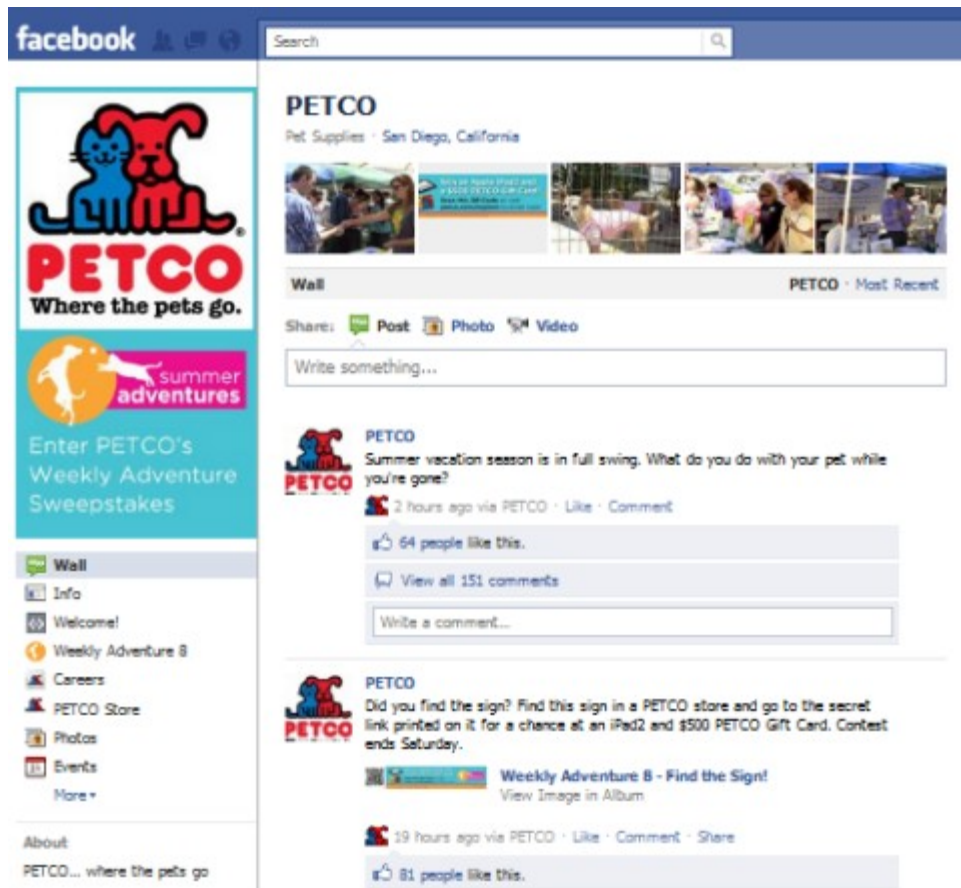 facebook
Search
PETCO
Where the pets go.
summer
adventures
Enter PETCO's
Weekly Adventure
Sweepstakes
Wall
Info
Welcome!
Weekly Adventure 8
Careers
PETCO Store
Photos
Events
More
About
PETCO... where the pets go
PETCO
Pet Supplies · San Diego, California
Wall
PETCO · Most Recent
Share: Post Photo Video
Write something...
PETCO
PETCO
Summer vacation season is in full swing. What do you do with your pet while
you're gone?
2 hours ago via PETCO · Like · Comment
64 people like this.
View all 151 comments
Write a comment...
PETCO
PETCO
Did you find the sign? Find this sign in a PETCO store and go to the secret
link printed on it for a chance at an iPad2 and $500 PETCO Gift Card. Contest
ends Saturday.
Weekly Adventure 8 - Find the Sign!
View Image in Album
19 hours ago via PETCO · Like · Comment · Share
81 people like this.